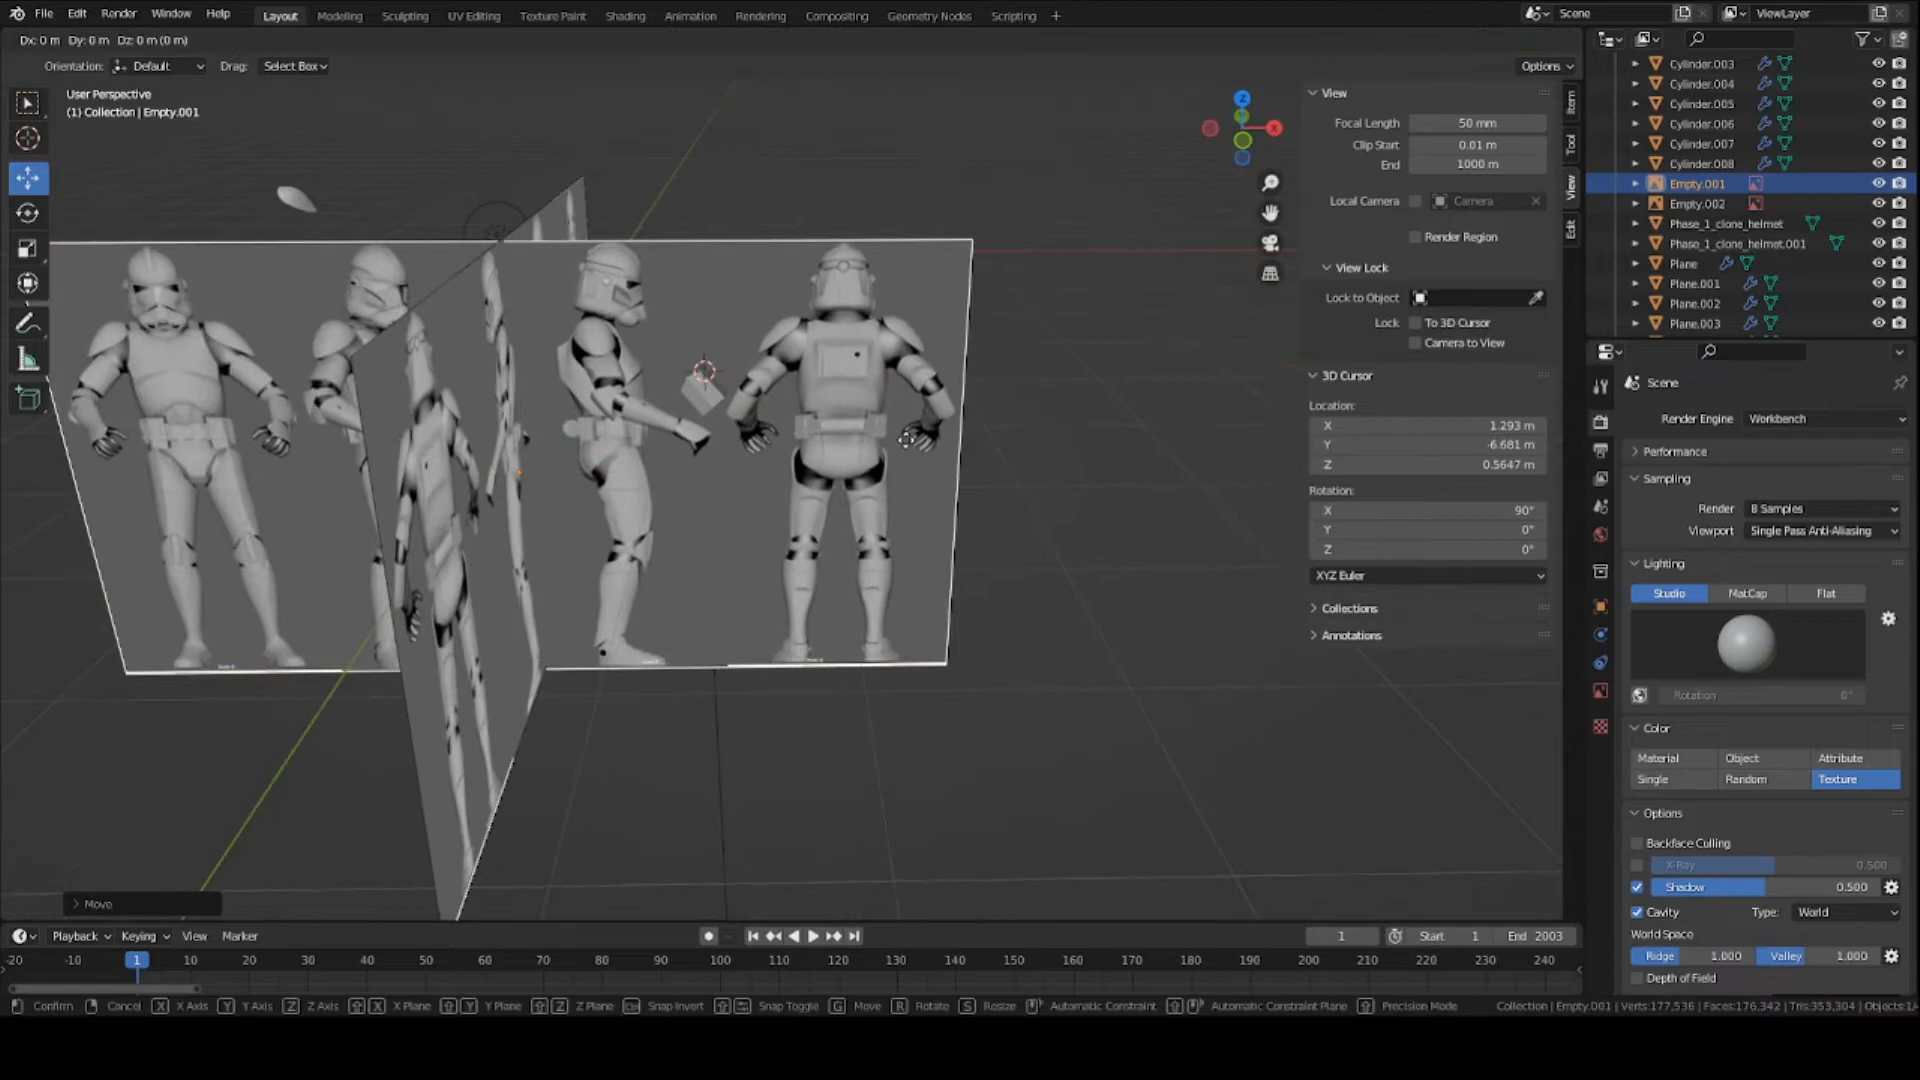 File Edit Render Window Help
Layout Modeling Sculpting UV Editing Texture Paint Shading Animation Rendering Compositing Geometry Nodes Scripting +
Scene
ViewLayer
Dx: 0 m Dy: 0 m Dz: 0 m (0 m)
Orientation: Default Drag: Select Box
Options
User Perspective
(1) Collection | Empty.001
Z
X
View
Focal Length 50 mm
Clip Start 0.01 m
End 1000 m
Local Camera Camera
Render Region
View Lock
Lock to Object
Lock To 3D Cursor
Camera to View
3D Cursor
Location:
X 1.293 m
Y -6.681 m
Z 0.5647 m
Rotation:
X 90°
Y 0°
Z 0°
XYZ Euler
Collections
Annotations
Item
Tool
View
Edit
Cylinder.003
Cylinder.004
Cylinder.005
Cylinder.006
Cylinder.007
Cylinder.008
Empty.001
Empty.002
Phase_1_clone_helmet
Phase_1_clone_helmet.001
Plane
Plane.001
Plane.002
Plane.003
Scene
Render Engine Workbench
Performance
Sampling
Render 8 Samples
Viewport Single Pass Anti-Aliasing
Lighting
Studio MatCap Flat
Rotation 0°
Color
Material Object Attribute
Single Random Texture
Options
Backface Culling
X-Ray 0.500
Shadow 0.500
Cavity Type: World
World Space
Ridge 1.000 Valley 1.000
Depth of Field
Move
Playback Keying View Marker
1 Start 1 End 2003
-20 -10 1 10 20 30 40 50 60 70 80 90 100 110 120 130 140 150 160 170 180 190 200 210 220 230 240
Confirm Cancel X X Axis Y Y Axis Z Z Axis X X Plane Y Y Plane Z Z Plane Snap Invert Snap Toggle G Move R Rotate S Resize Automatic Constraint Automatic Constraint Plane Precision Mode Collection | Empty.001 | Verts:177,536 | Faces:176,342 | Tris:353,304 | Objects:1/